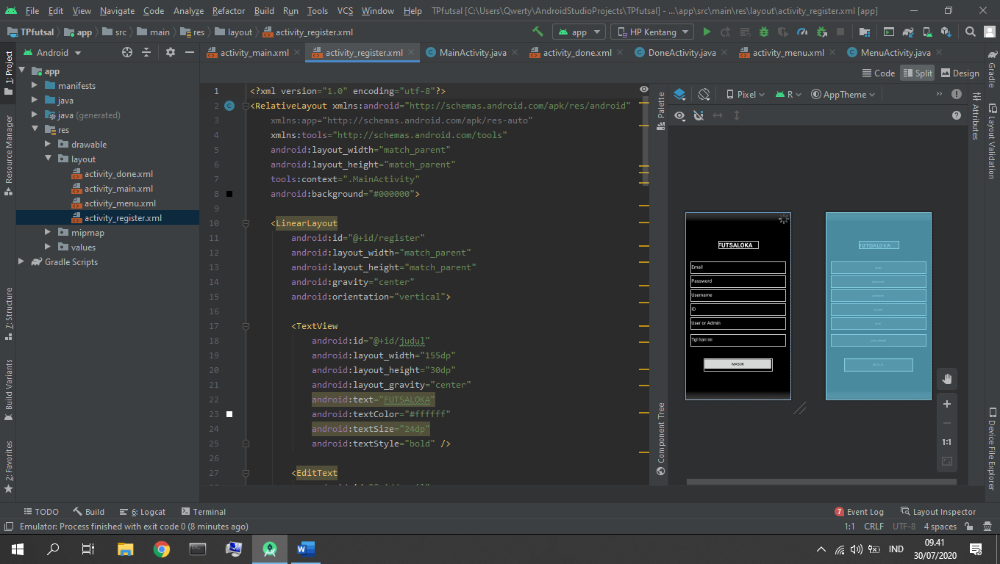 File Edit View Navigate Code Analyze Refactor Build Run Tools VCS Window Help TPfutsal [C:\Users\Qwerty\AndroidStudioProjects\TPfutsal] - ...\app\src\main\res\layout\activity_register.xml [app]
TPfutsal app src main res layout activity_register.xml app HP Kentang
Android activity_main.xml activity_register.xml MainActivity.java activity_done.xml DoneActivity.java activity_menu.xml MenuActivity.java
Code Split Design
1: Project
Resource Manager
7: Structure
Build Variants
2: Favorites
app
manifests
java
java (generated)
res
drawable
layout
activity_done.xml
activity_main.xml
activity_menu.xml
activity_register.xml
mipmap
values
Gradle Scripts
1 <?xml version="1.0" encoding="utf-8"?>
2 <RelativeLayout xmlns:android="http://schemas.android.com/apk/res/android"
3 xmlns:app="http://schemas.android.com/apk/res-auto"
4 xmlns:tools="http://schemas.android.com/tools"
5 android:layout_width="match_parent"
6 android:layout_height="match_parent"
7 tools:context=".MainActivity"
8 android:background="#000000">
9
10 <LinearLayout
11 android:id="@+id/register"
12 android:layout_width="match_parent"
13 android:layout_height="match_parent"
14 android:gravity="center"
15 android:orientation="vertical">
16
17 <TextView
18 android:id="@+id/judul"
19 android:layout_width="155dp"
20 android:layout_height="30dp"
21 android:layout_gravity="center"
22 android:text="FUTSALOKA"
23 android:textColor="#ffffff"
24 android:textSize="24dp"
25 android:textStyle="bold" />
26
27 <EditText
Palette
Component Tree
Pixel R AppTheme
FUTSALOKA
Email
Password
Username
ID
User or Admin
Tgl hari ini
MASUK
FUTSALOKA
1:1
Gradle
Attributes
Layout Validation
Device File Explorer
TODO Build 6: Logcat Terminal 7 Event Log Layout Inspector
Emulator: Process finished with exit code 0 (8 minutes ago) 1:1 CRLF UTF-8 4 spaces
IND
09.41
30/07/2020